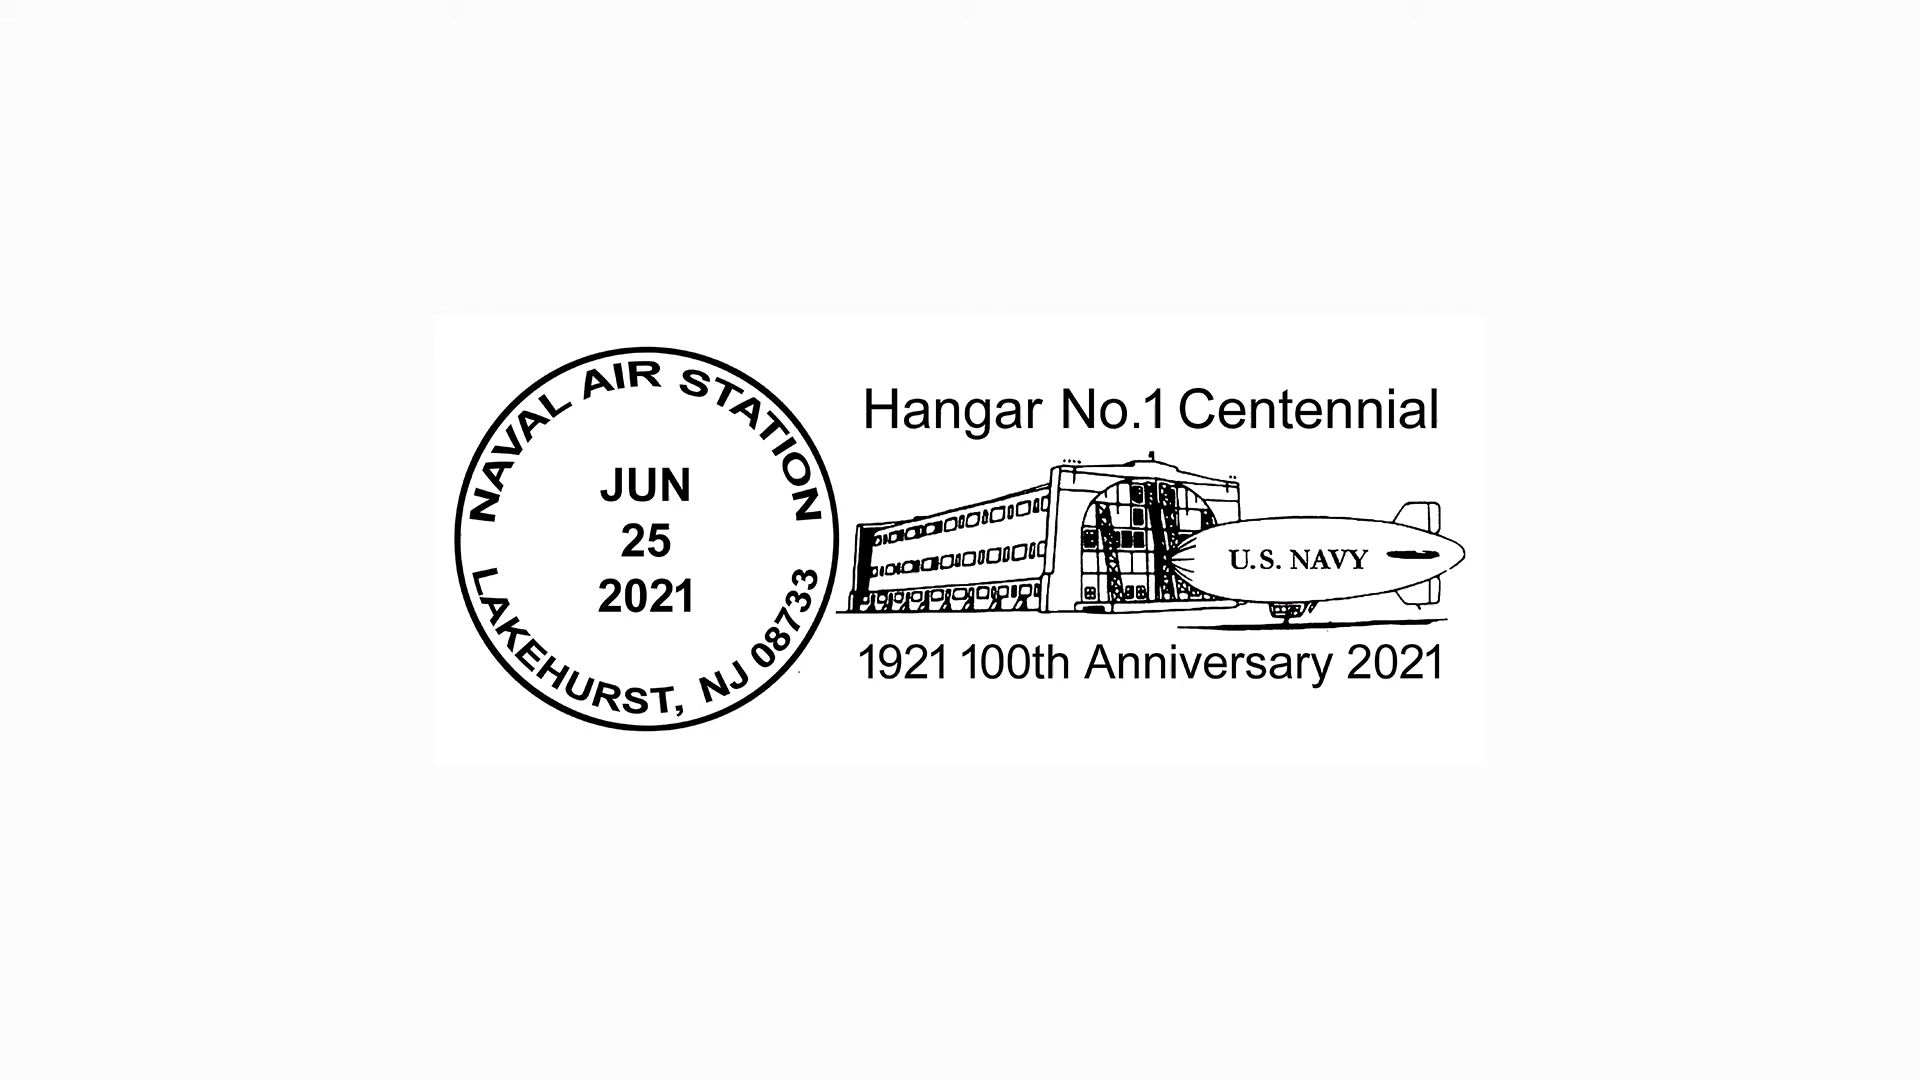 NAVAL AIR STATION
JUN
25
2021
LAKEHURST, NJ 08733
Hangar No.1 Centennial
U.S. NAVY
1921 100th Anniversary 2021